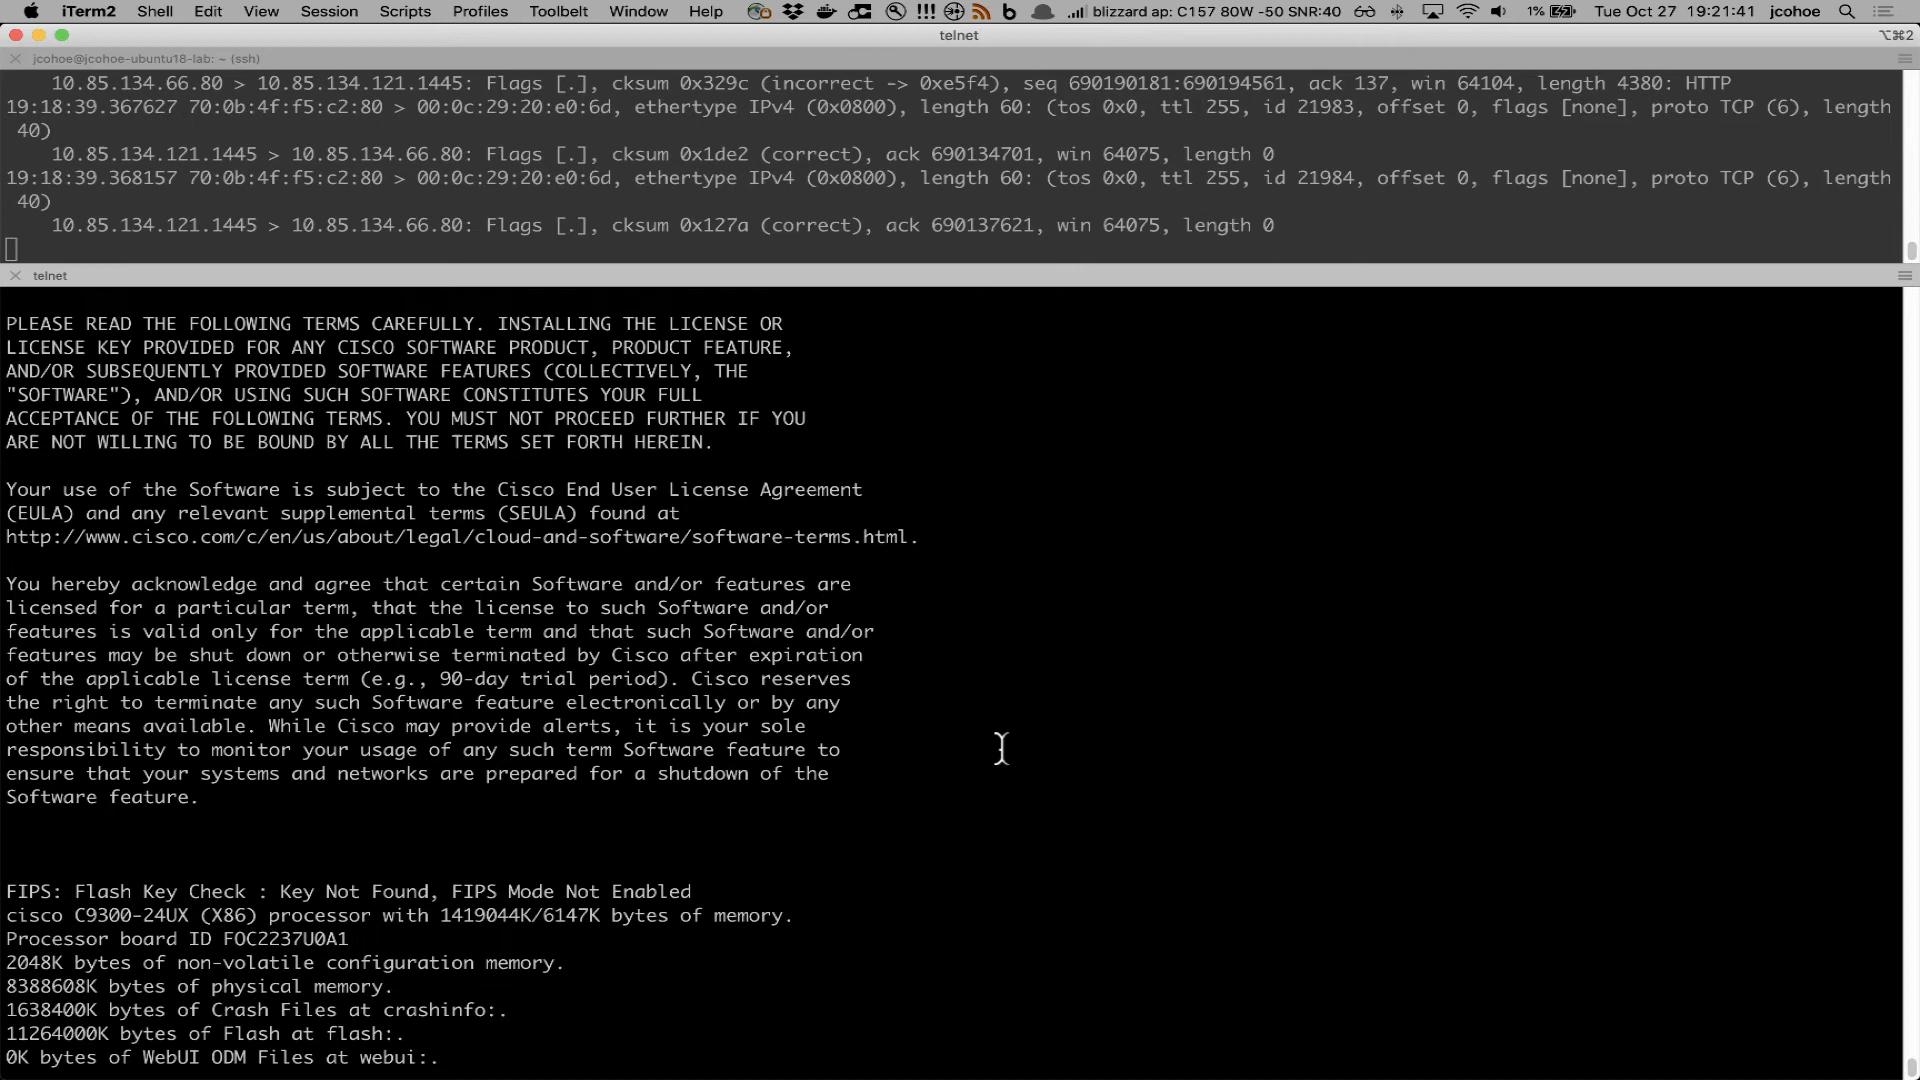 iTerm2 Shell Edit View Session Scripts Profiles Toolbelt Window Help !!! b blizzard ap: C157 80W -50 SNR:40 1% Tue Oct 27 19:21:41 jcohoe
telnet ⌥⌘2
jcohoe@jcohoe-ubuntu18-lab: ~ (ssh)
10.85.134.66.80 > 10.85.134.121.1445: Flags [.], cksum 0x329c (incorrect -> 0xe5f4), seq 690190181:690194561, ack 137, win 64104, length 4380: HTTP
19:18:39.367627 70:0b:4f:f5:c2:80 > 00:0c:29:20:e0:6d, ethertype IPv4 (0x0800), length 60: (tos 0x0, ttl 255, id 21983, offset 0, flags [none], proto TCP (6), length
40)
10.85.134.121.1445 > 10.85.134.66.80: Flags [.], cksum 0x1de2 (correct), ack 690134701, win 64075, length 0
19:18:39.368157 70:0b:4f:f5:c2:80 > 00:0c:29:20:e0:6d, ethertype IPv4 (0x0800), length 60: (tos 0x0, ttl 255, id 21984, offset 0, flags [none], proto TCP (6), length
40)
10.85.134.121.1445 > 10.85.134.66.80: Flags [.], cksum 0x127a (correct), ack 690137621, win 64075, length 0
telnet
PLEASE READ THE FOLLOWING TERMS CAREFULLY. INSTALLING THE LICENSE OR
LICENSE KEY PROVIDED FOR ANY CISCO SOFTWARE PRODUCT, PRODUCT FEATURE,
AND/OR SUBSEQUENTLY PROVIDED SOFTWARE FEATURES (COLLECTIVELY, THE
"SOFTWARE"), AND/OR USING SUCH SOFTWARE CONSTITUTES YOUR FULL
ACCEPTANCE OF THE FOLLOWING TERMS. YOU MUST NOT PROCEED FURTHER IF YOU
ARE NOT WILLING TO BE BOUND BY ALL THE TERMS SET FORTH HEREIN.
Your use of the Software is subject to the Cisco End User License Agreement
(EULA) and any relevant supplemental terms (SEULA) found at
http://www.cisco.com/c/en/us/about/legal/cloud-and-software/software-terms.html.
You hereby acknowledge and agree that certain Software and/or features are
licensed for a particular term, that the license to such Software and/or
features is valid only for the applicable term and that such Software and/or
features may be shut down or otherwise terminated by Cisco after expiration
of the applicable license term (e.g., 90-day trial period). Cisco reserves
the right to terminate any such Software feature electronically or by any
other means available. While Cisco may provide alerts, it is your sole
responsibility to monitor your usage of any such term Software feature to
ensure that your systems and networks are prepared for a shutdown of the
Software feature.
FIPS: Flash Key Check : Key Not Found, FIPS Mode Not Enabled
cisco C9300-24UX (X86) processor with 1419044K/6147K bytes of memory.
Processor board ID FOC2237U0A1
2048K bytes of non-volatile configuration memory.
8388608K bytes of physical memory.
1638400K bytes of Crash Files at crashinfo:.
11264000K bytes of Flash at flash:.
0K bytes of WebUI ODM Files at webui:.